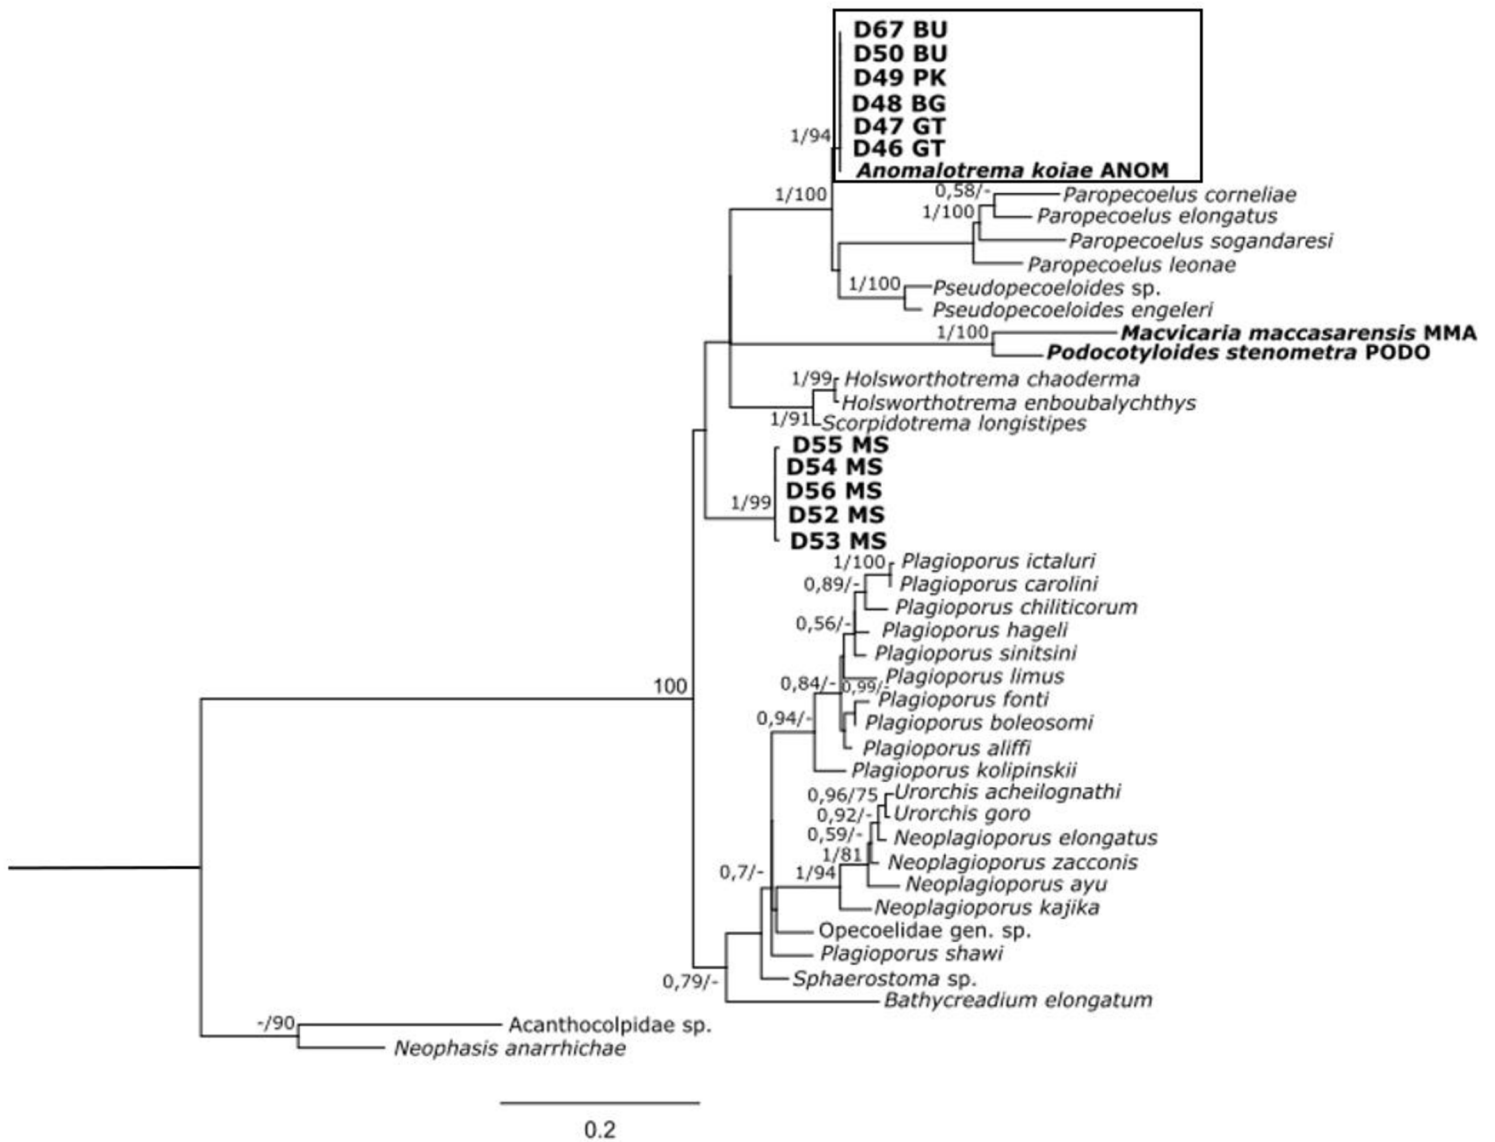 D67 BU
D50 BU
D49 PK
D48 BG
D47 GT
1/94
D46 GT
Anomalotrema koiae ANOM
1/100
0,58/-
Paropecoelus corneliae
1/100
Paropecoelus elongatus
Paropecoelus sogandaresi
Paropecoelus leonae
1/100
Pseudopecoeloides sp.
Pseudopecoeloides engeleri
1/100
Macvicaria maccasarensis MMA
Podocotyloides stenometra PODO
1/99
Holsworthotrema chaoderma
Holsworthotrema enboubalychthys
1/91
Scorpidotrema longistipes
D55 MS
D54 MS
D56 MS
1/99
D52 MS
D53 MS
1/100
Plagioporus ictaluri
0,89/-
Plagioporus carolini
Plagioporus chiliticorum
0,56/-
Plagioporus hageli
Plagioporus sinitsini
Plagioporus limus
100
0,84/-
0,99/-
Plagioporus fonti
0,94/-
Plagioporus boleosomi
Plagioporus aliffi
Plagioporus kolipinskii
0,96/75
Urorchis acheilognathi
0,92/-
Urorchis goro
0,59/-
Neoplagioporus elongatus
1/81
Neoplagioporus zacconis
0,7/-
1/94
Neoplagioporus ayu
Neoplagioporus kajika
Opecoelidae gen. sp.
Plagioporus shawi
0,79/-
Sphaerostoma sp.
Bathycreadium elongatum
-/90
Acanthocolpidae sp.
Neophasis anarrhichae
0.2